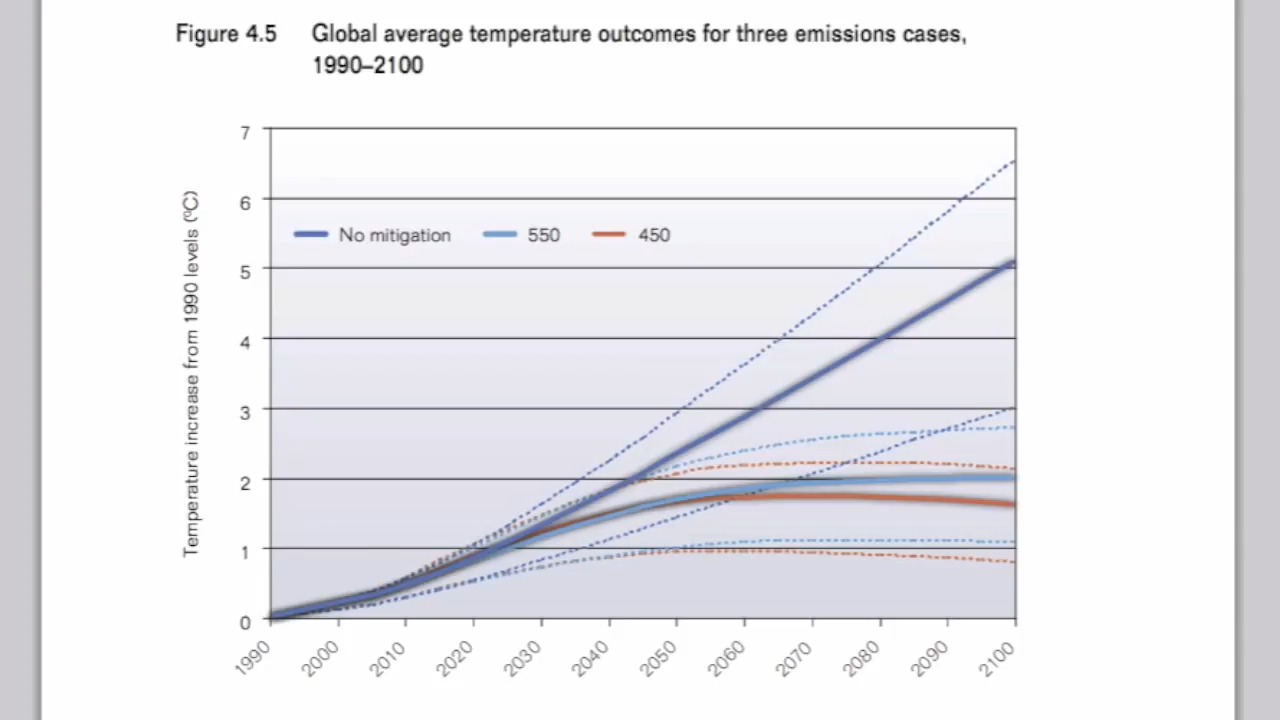 Figure 4.5 Global average temperature outcomes for three emissions cases,
1990–2100
7
6
5
4
3
2
1
0
Temperature increase from 1990 levels (ºC)
No mitigation 550 450
1990 2000 2010 2020 2030 2040 2050 2060 2070 2080 2090 2100